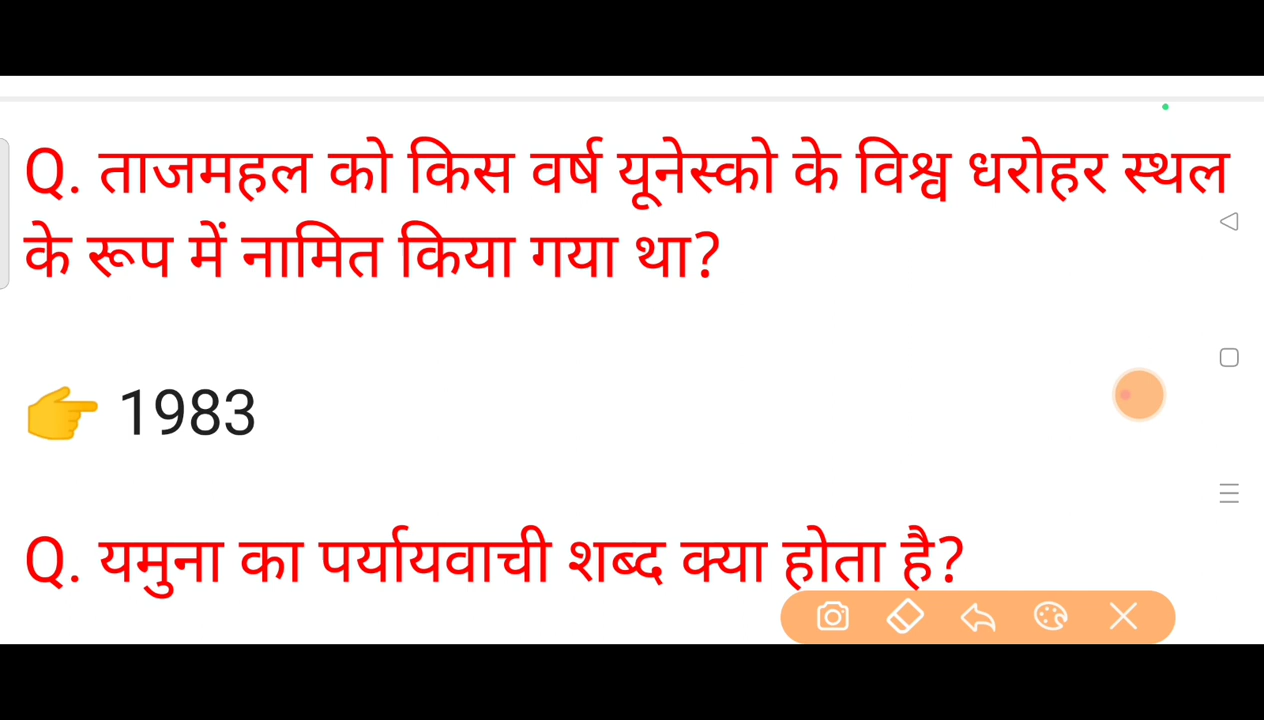 Q. ताजमहल को किस वर्ष यूनेस्को के विश्व धरोहर स्थल
के रूप में नामित किया गया था?
👉 1983
Q. यमुना का पर्यायवाची शब्द क्या होता है?